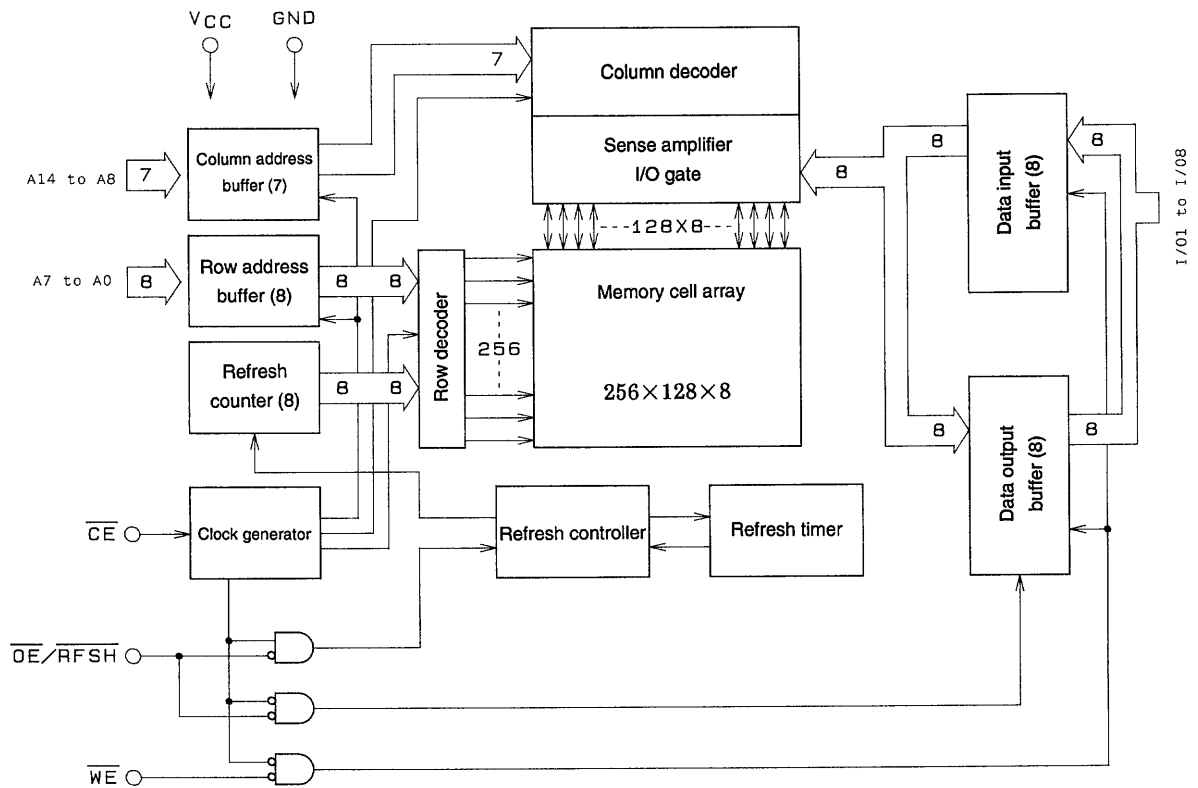 VCC
GND
7
Column decoder
Sense amplifier
I/O gate
Column address
buffer (7)
A14 to A8
7
8
8
8
Data input
buffer (8)
I/O1 to I/O8
128X8
Row address
buffer (8)
A7 to A0
8
8
8
Row decoder
Memory cell array
256
256×128×8
Refresh
counter (8)
8
8
8
8
Data output
buffer (8)
CE
Clock generator
Refresh controller
Refresh timer
OE/RFSH
WE